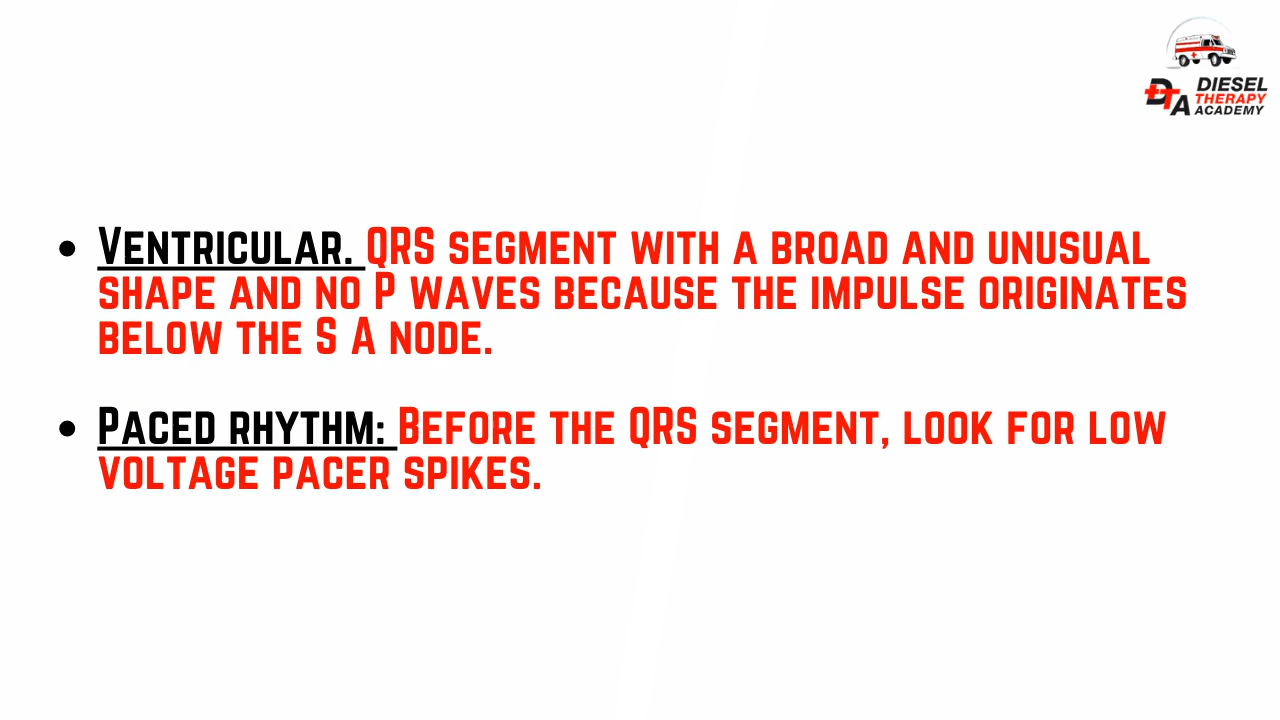 DTA DIESEL
THERAPY
ACADEMY
• Ventricular. QRS segment with a broad and unusual
shape and no P waves because the impulse originates
below the S A node.
• Paced rhythm: Before the QRS segment, look for low
voltage pacer spikes.